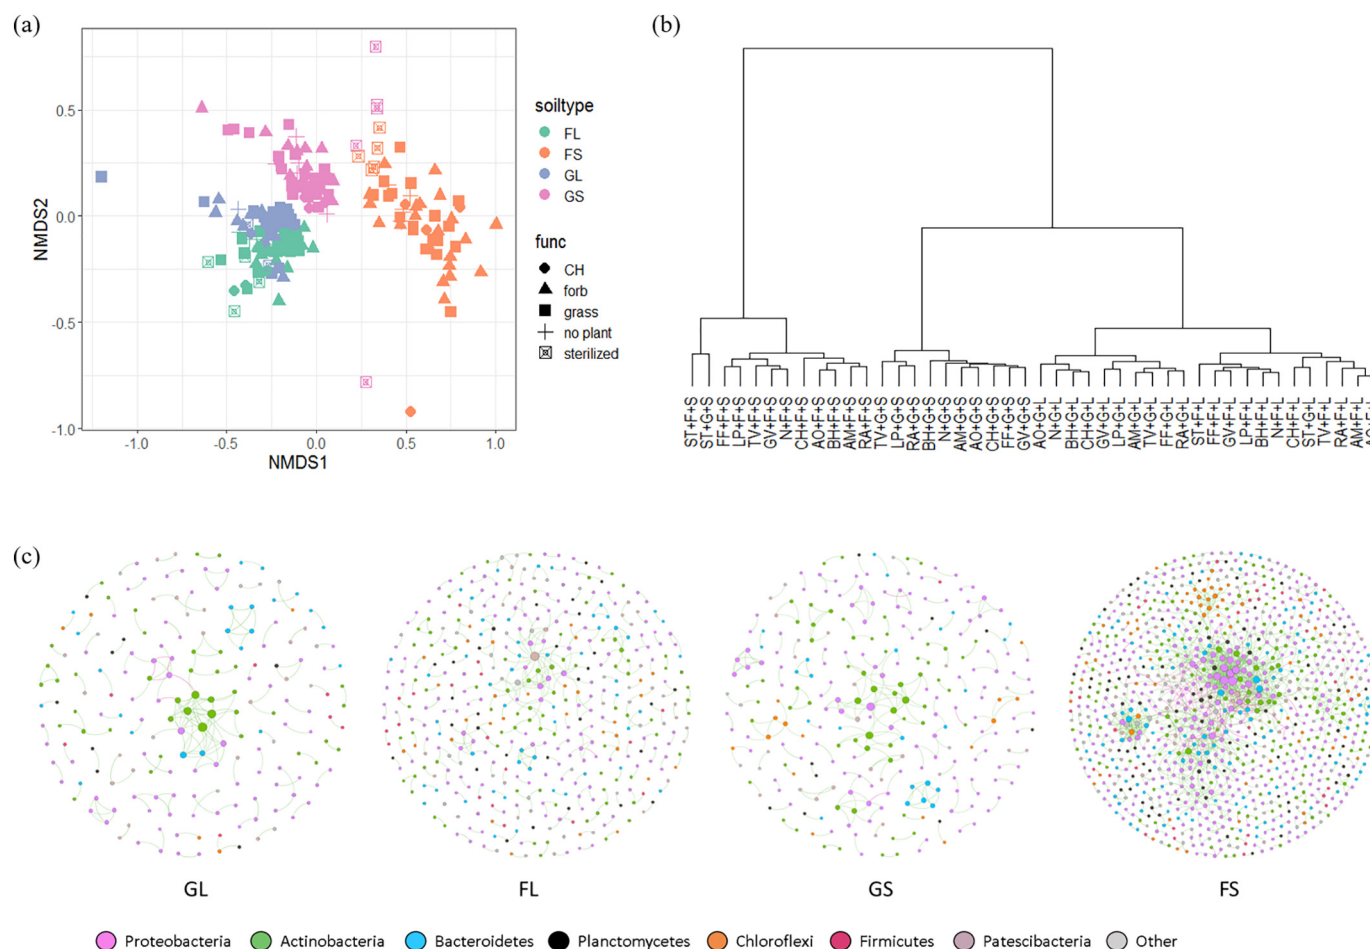 (a)
NMDS2
0.5
0.0
-0.5
-1.0
-1.0
-0.5
0.0
0.5
1.0
NMDS1
soiltype
FL
FS
GL
GS
func
CH
forb
grass
no plant
sterilized
(b)
ST+F+S
ST+G+S
FF+F+S
LP+F+S
TV+F+S
GV+F+S
N+F+S
CH+F+S
AO+F+S
BH+F+S
AM+F+S
RA+F+S
TV+G+S
LP+G+S
RA+G+S
BH+G+S
N+G+S
AM+G+S
AO+G+S
CH+G+S
FF+G+S
GV+G+S
AO+G+L
N+G+L
BH+G+L
CH+G+L
GV+G+L
LP+G+L
AM+G+L
TV+G+L
FF+G+L
RA+G+L
ST+F+L
FF+F+L
GV+F+L
LP+F+L
BH+F+L
N+F+L
CH+F+L
ST+G+L
TV+F+L
RA+F+L
AM+F+L
(c)
GL
FL
GS
FS
Proteobacteria
Actinobacteria
Bacteroidetes
Planctomycetes
Chloroflexi
Firmicutes
Patescibacteria
Other